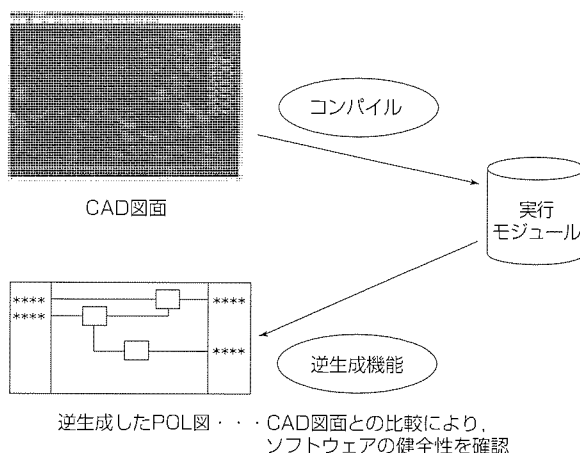 コンパイル
CAD図面
実行
モジュール
****
****
****
****
逆生成機能
逆生成したPOL図・・・CAD図面との比較により，
ソフトウェアの健全性を確認